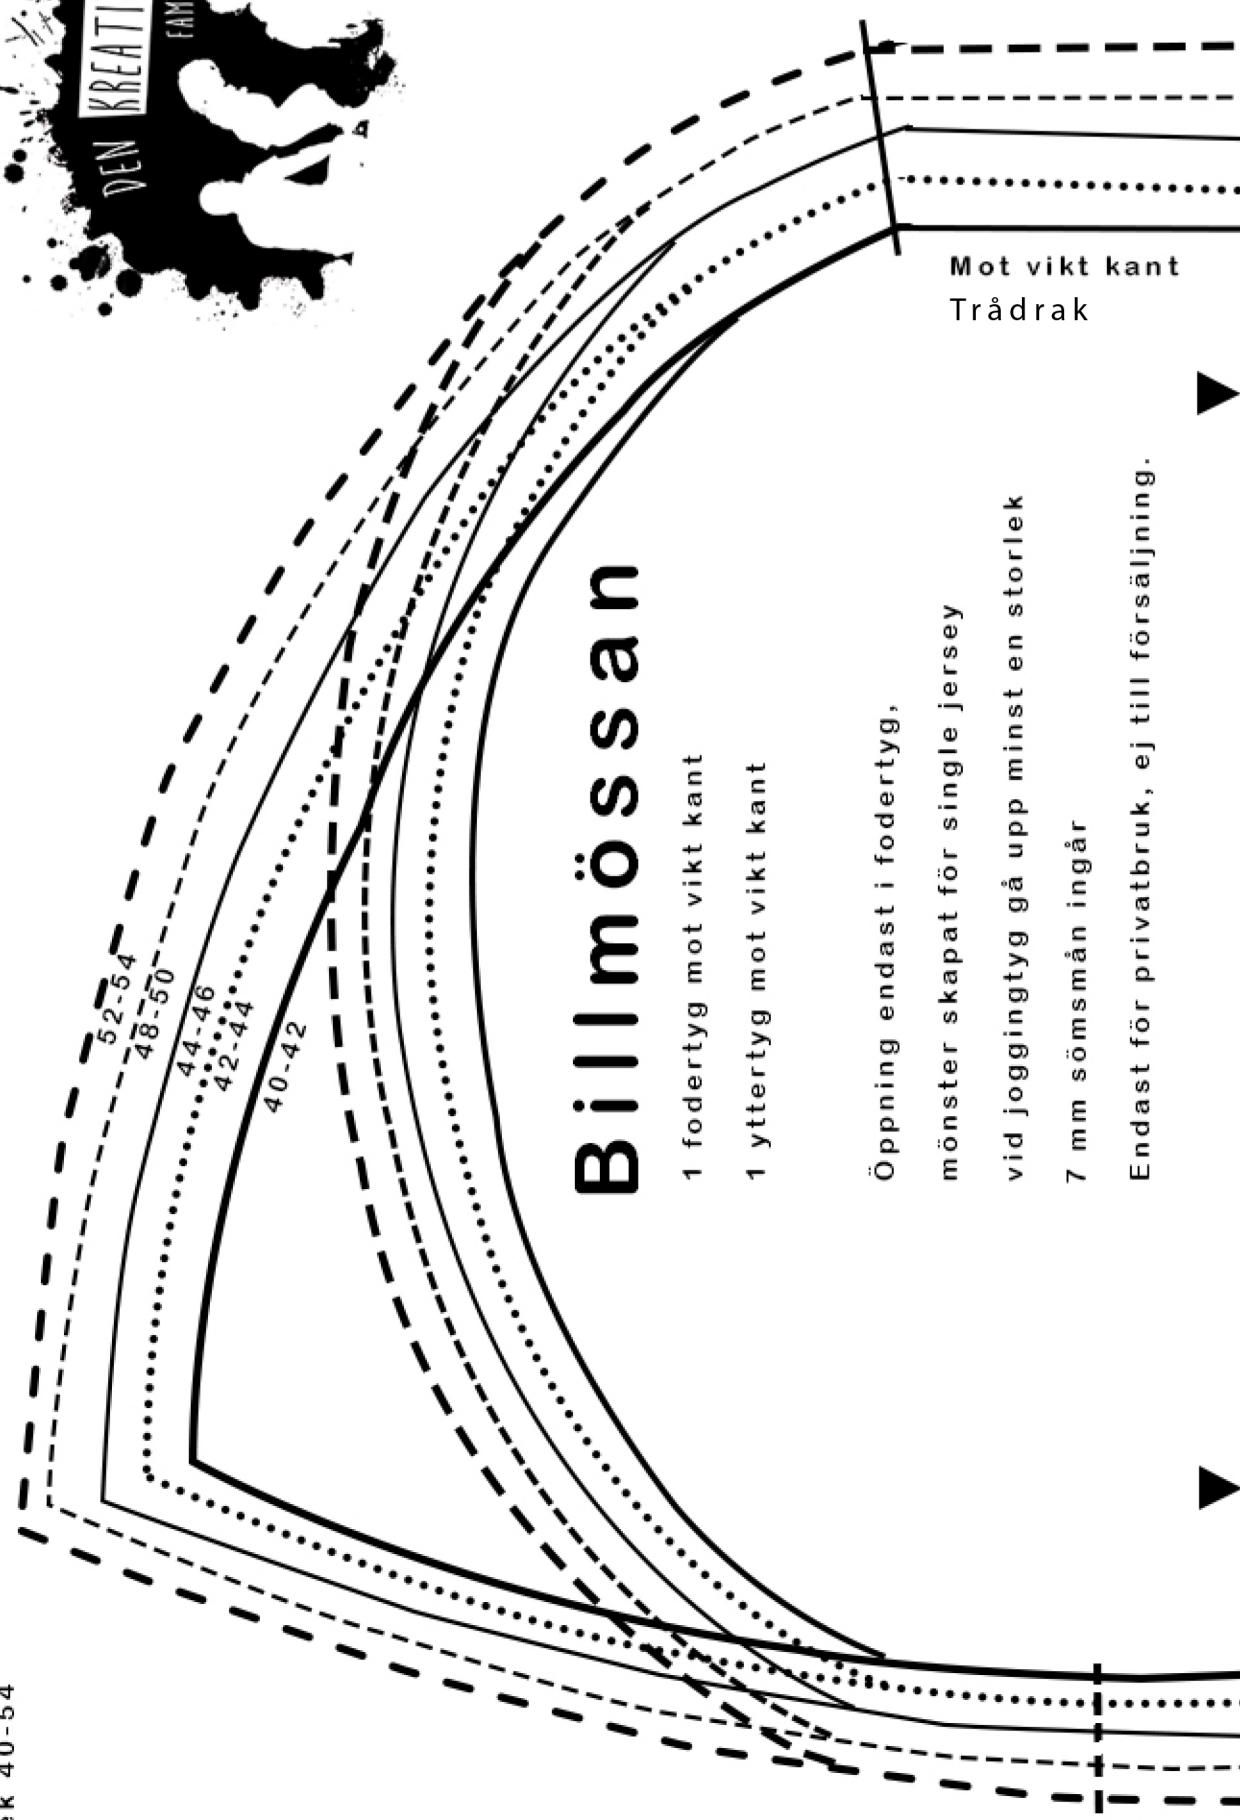 DEN KREATI
FAM
Mot vikt kant
Trådrak
Billmössan
1 fodertyg mot vikt kant
1 yttertyg mot vikt kant
Öppning endast i fodertyg,
mönster skapat för single jersey
vid joggingtyg gå upp minst en storlek
7 mm sömsmån ingår
Endast för privatbruk, ej till försäljning.
52-54
48-50
44-46
42-44
40-42
ek 40-54